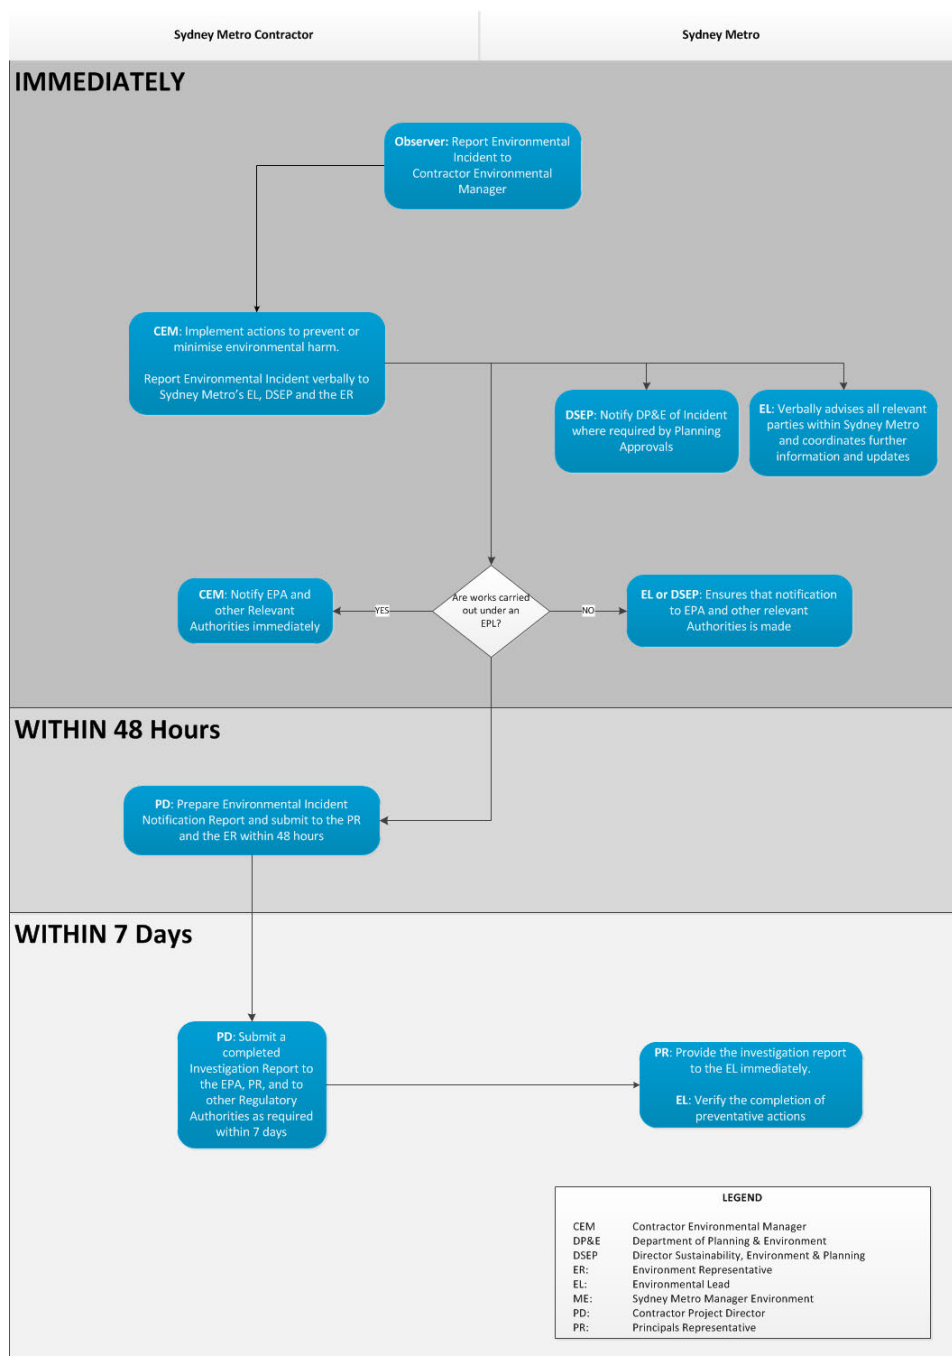 Sydney Metro Contractor
Sydney Metro
IMMEDIATELY
Observer: Report Environmental
Incident to
Contractor Environmental
Manager
CEM: Implement actions to prevent or
minimise environmental harm.
Report Environmental Incident verbally to
Sydney Metro's EL, DSEP and the ER
DSEP: Notify DP&E of Incident
where required by Planning
Approvals
EL: Verbally advises all relevant
parties within Sydney Metro
and coordinates further
information and updates
CEM: Notify EPA and
other Relevant
Authorities immediately
YES
Are works carried
out under an
EPL?
NO
EL or DSEP: Ensures that notification
to EPA and other relevant
Authorities is made
WITHIN 48 Hours
PD: Prepare Environmental Incident
Notification Report and submit to the PR
and the ER within 48 hours
WITHIN 7 Days
PD: Submit a
completed
Investigation Report to
the EPA, PR, and to
other Regulatory
Authorities as required
within 7 days
PR: Provide the investigation report
to the EL immediately.
EL: Verify the completion of
preventative actions
LEGEND
CEM Contractor Environmental Manager
DP&E Department of Planning & Environment
DSEP Director Sustainability, Environment & Planning
ER: Environment Representative
EL: Environmental Lead
ME: Sydney Metro Manager Environment
PD: Contractor Project Director
PR: Principals Representative